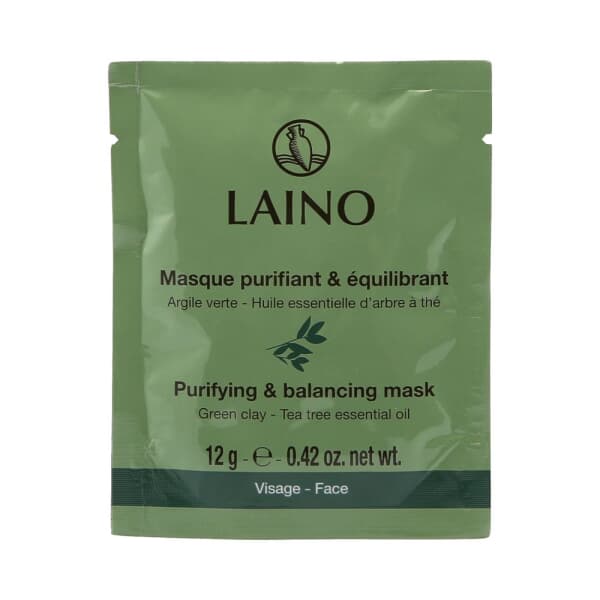 LAINO
Masque purifiant & équilibrant
Argile verte - Huile essentielle d'arbre à thé
Purifying & balancing mask
Green clay - Tea tree essential oil
12 g - ℮ - 0.42 oz. net wt.
Visage - Face